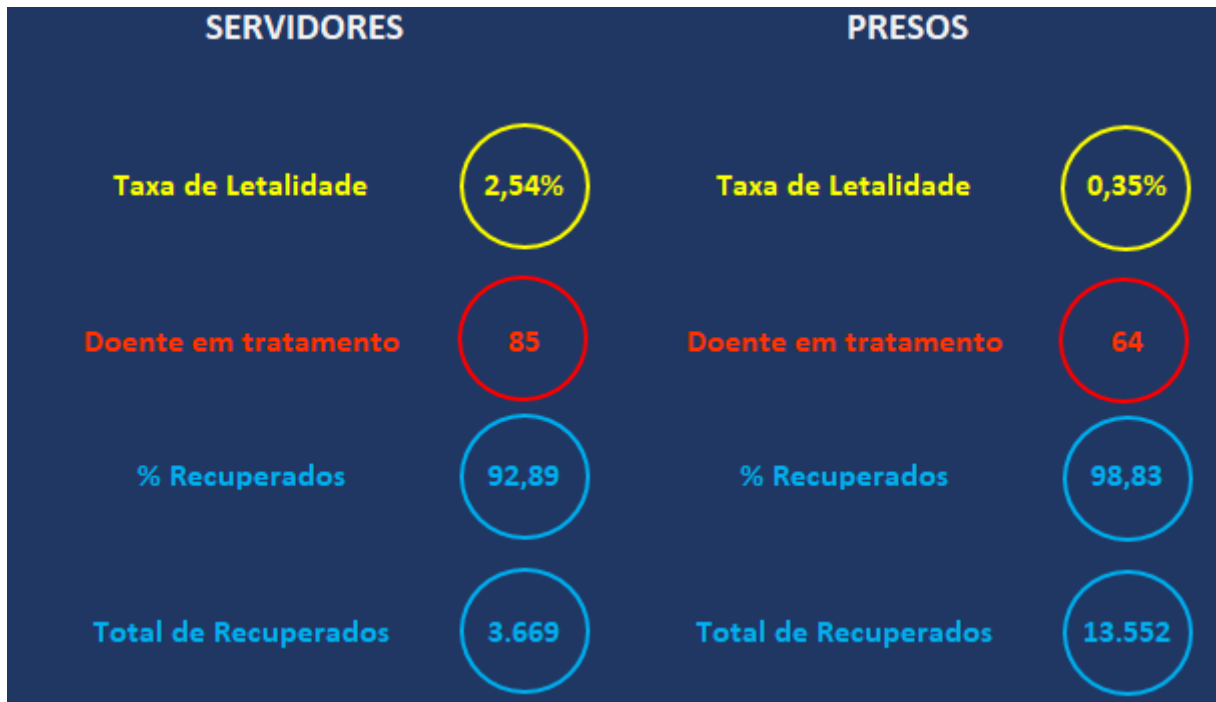 SERVIDORES
PRESOS
Taxa de Letalidade 2,54%
Taxa de Letalidade 0,35%
Doente em tratamento 85
Doente em tratamento 64
% Recuperados 92,89
% Recuperados 98,83
Total de Recuperados 3.669
Total de Recuperados 13.552